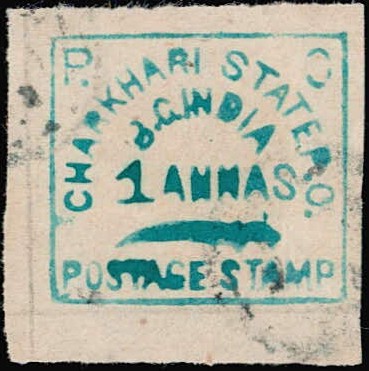 P O
CHARKHARI STATE P.O.
B.C. INDIA
1 ANNAS
POSTAGE STAMP